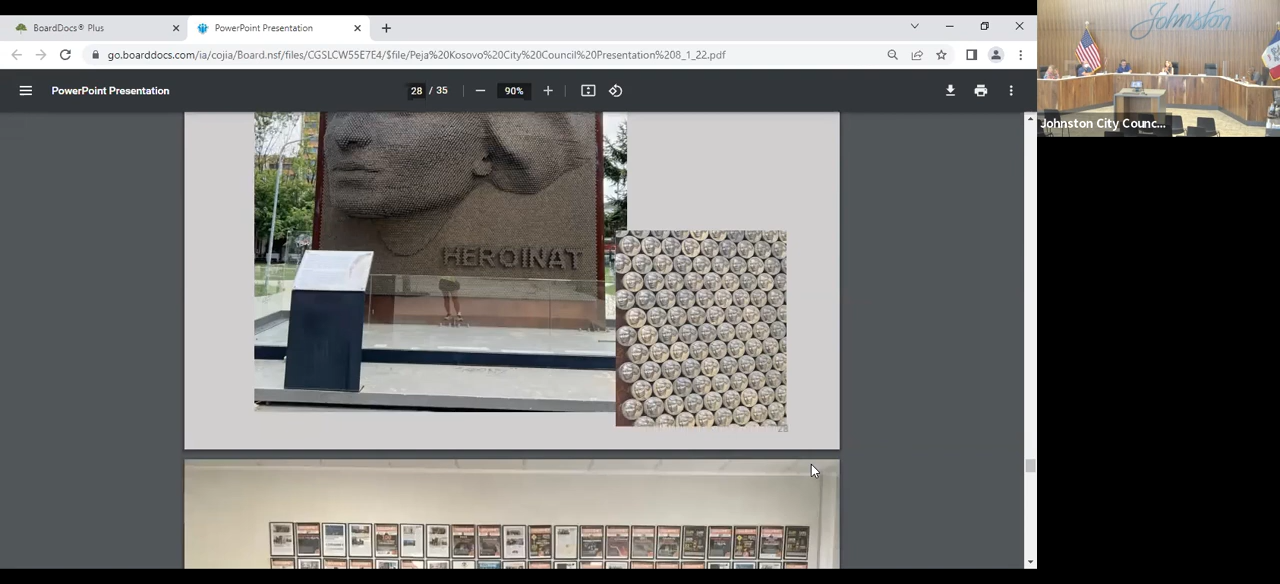 BoardDocs® Plus
PowerPoint Presentation
go.boarddocs.com/ia/cojia/Board.nsf/files/CGSLCW55E7E4/$file/Peja%20Kosovo%20City%20Council%20Presentation%208_1_22.pdf
PowerPoint Presentation
28 / 35
90%
Johnston
Johnston City Counc...
HEROINAT
28